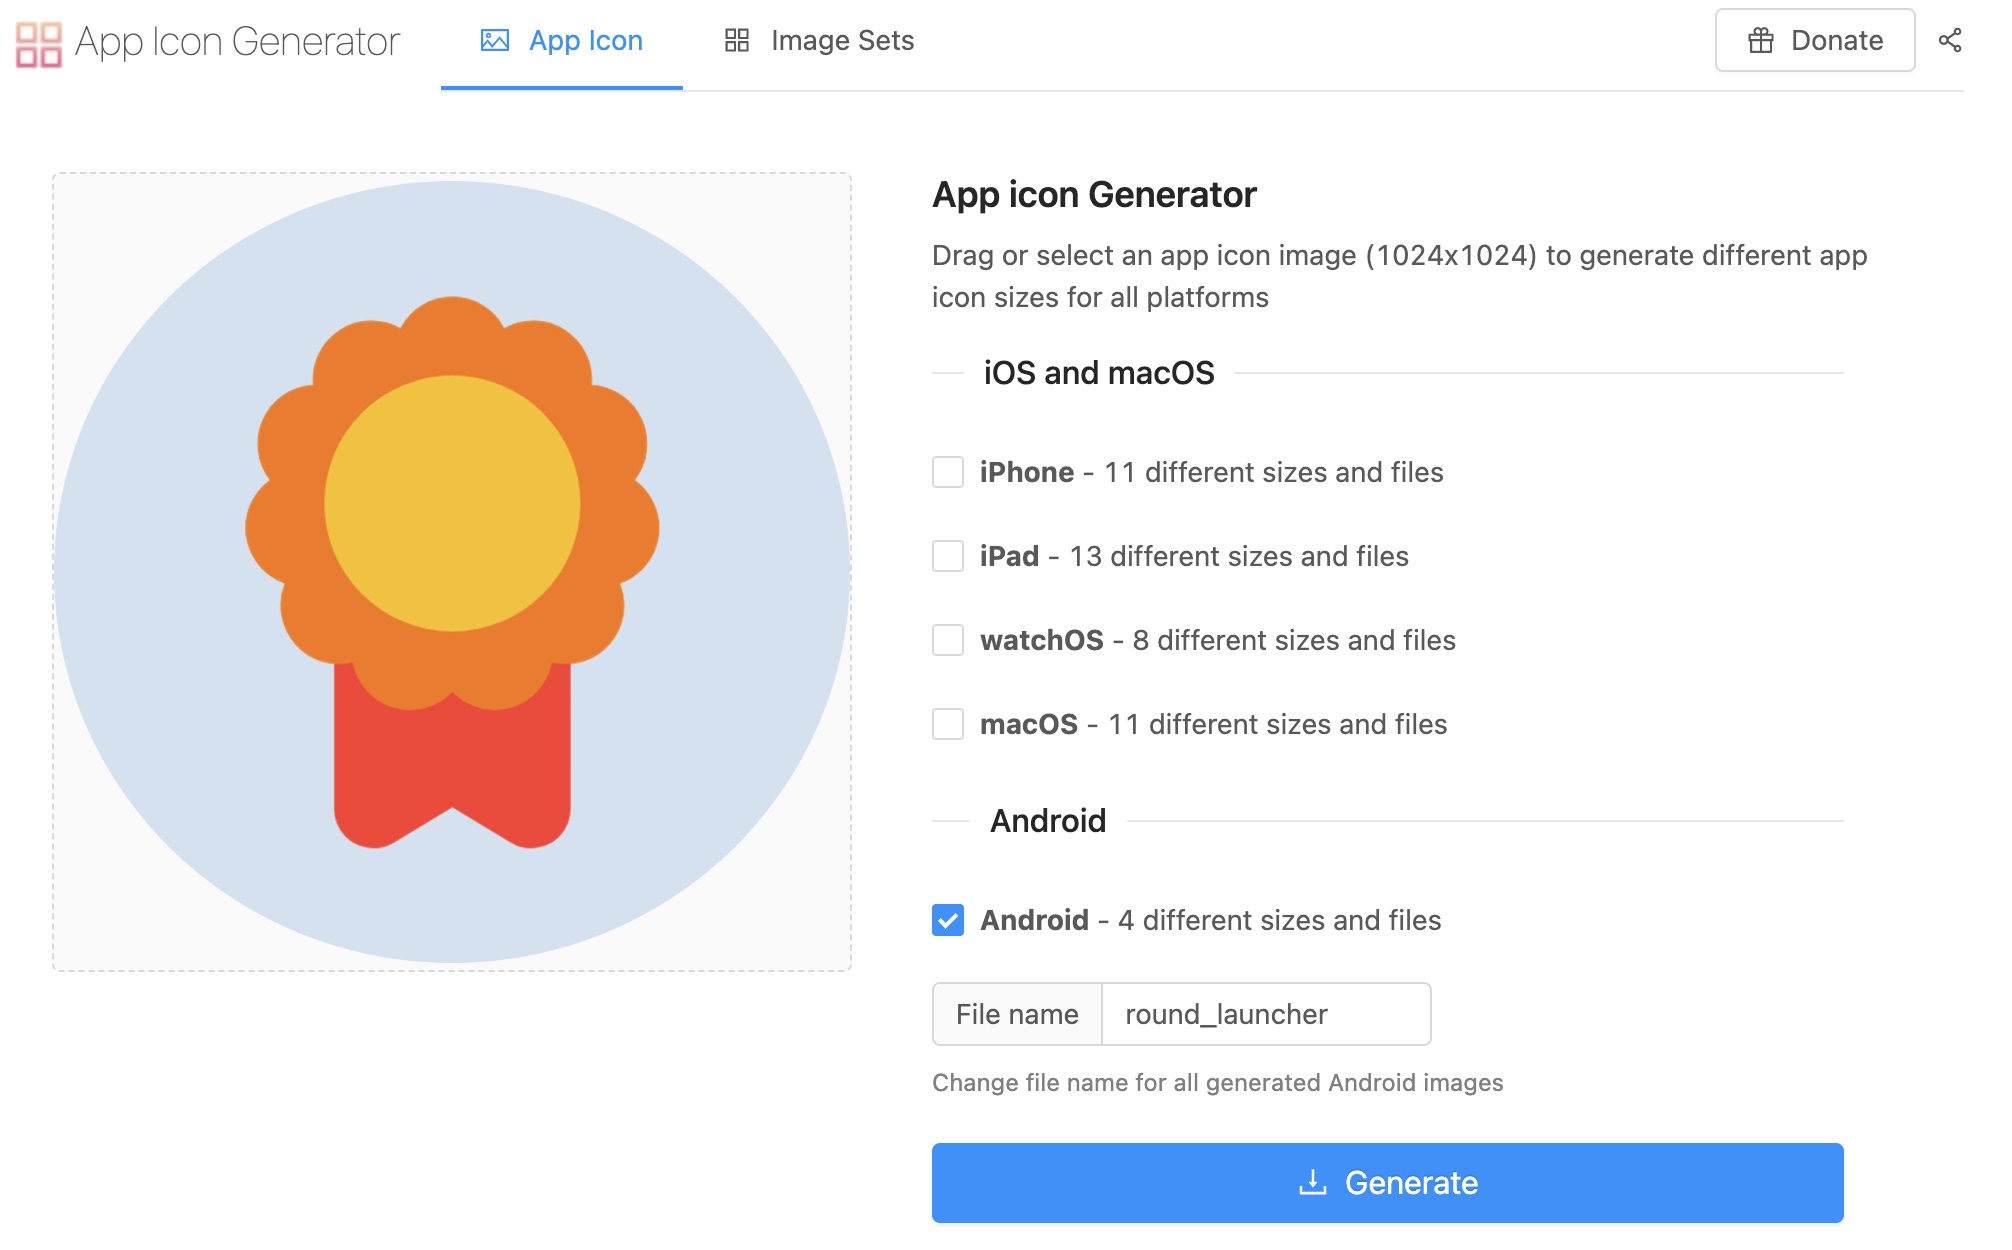 App Icon Generator
App Icon
Image Sets
Donate
App icon Generator
Drag or select an app icon image (1024x1024) to generate different app
icon sizes for all platforms
iOS and macOS
iPhone - 11 different sizes and files
iPad - 13 different sizes and files
watchOS - 8 different sizes and files
macOS - 11 different sizes and files
Android
Android - 4 different sizes and files
File name
round_launcher
Change file name for all generated Android images
Generate